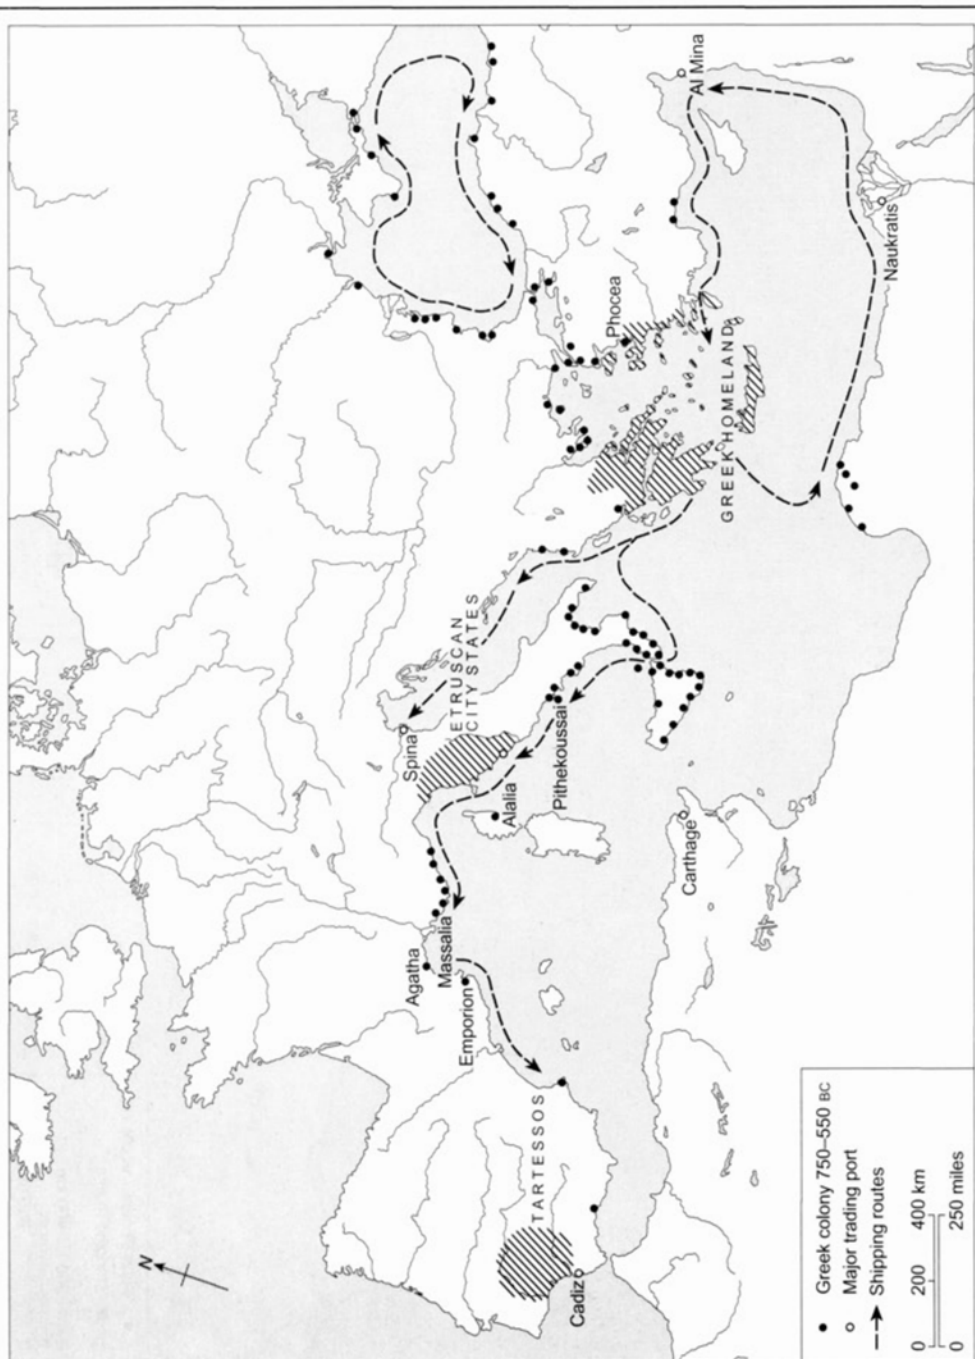 N
Al Mina
Naukratis
Phocea
GREEK HOMELAND
ETRUSCAN
CITY STATES
Spina
Pithekoussai
Alalia
Carthage
Agatha
Massalia
Emporion
TARTESSOS
Cadiz
Greek colony 750–550 BC
Major trading port
Shipping routes
0 200 400 km
0 250 miles